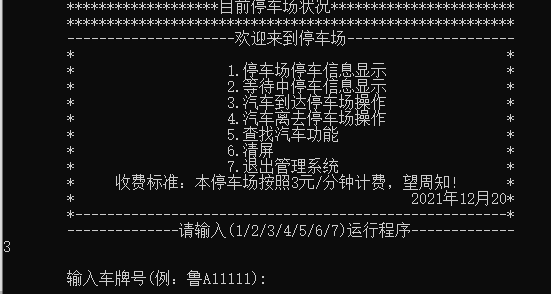 *******************目前停车场状况***********************
*********************************************************
---------------------欢迎来到停车场---------------------
* *
* 1.停车场停车信息显示 *
* 2.等待中停车信息显示 *
* 3.汽车到达停车场操作 *
* 4.汽车离去停车场操作 *
* 5.查找汽车功能 *
* 6.清屏 *
* 7.退出管理系统 *
* 收费标准：本停车场按照3元/分钟计费，望周知! *
* 2021年12月20*
*-------------------------------------------------------*
--------------请输入(1/2/3/4/5/6/7)运行程序-------------
3
输入车牌号(例：鲁A11111):